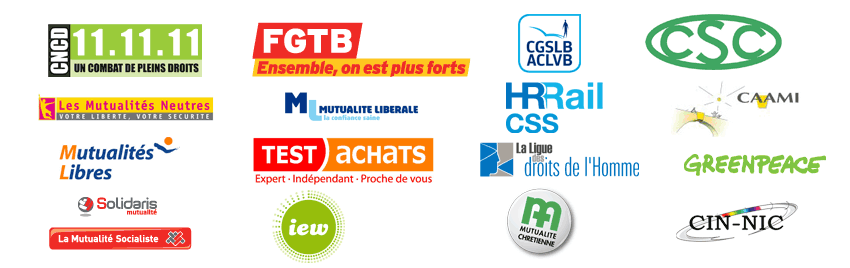 CNCD 11.11.11
UN COMBAT DE PLEINS DROITS
FGTB
Ensemble, on est plus forts
CGSLB
ACLVB
CSC
Les Mutualités Neutres
VOTRE LIBERTE, VOTRE SECURITE
ML MUTUALITE LIBERALE
la confiance saine
HRRail
CSS
CAAMI
Mutualités
Libres
TEST ACHATS
Expert · Indépendant · Proche de vous
La Ligue
des
droits de l'Homme
GREENPEACE
Solidaris
mutualité
La Mutualité Socialiste
iew
MUTUALITE
CHRETIENNE
CIN-NIC